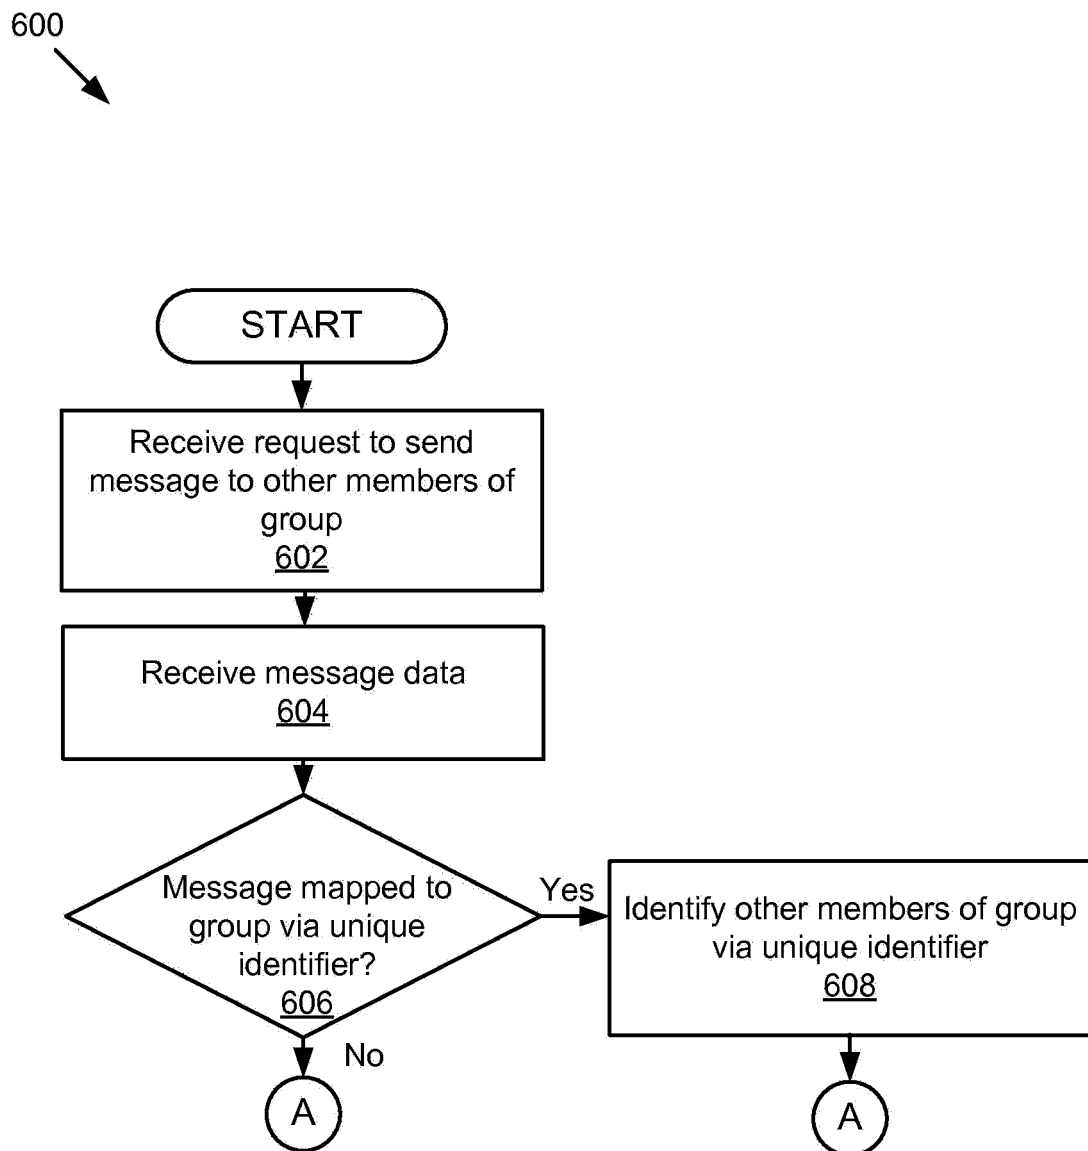 600
START
Receive request to send
message to other members of
group
602
Receive message data
604
Message mapped to
group via unique
identifier?
606
Yes
Identify other members of group
via unique identifier
608
No
A
A